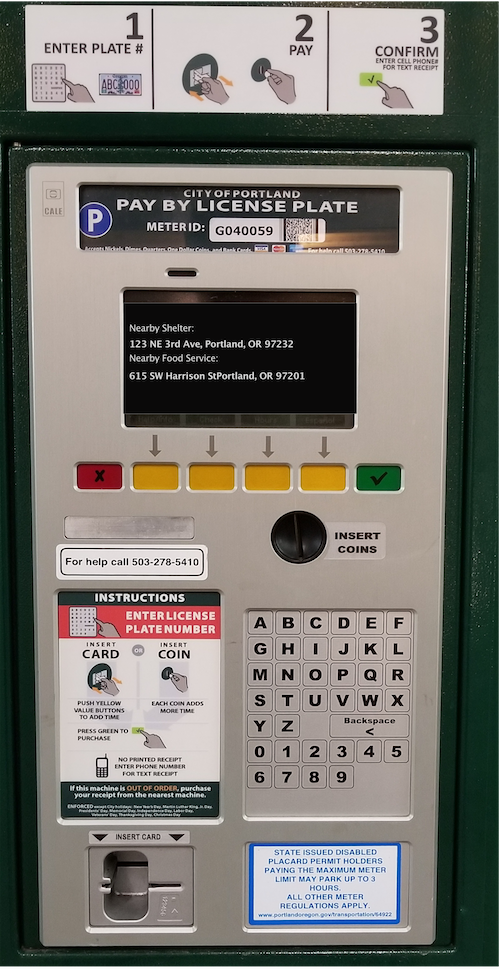 1
ENTER PLATE #
ABC 000
2
PAY
3
CONFIRM
ENTER CELL PHONE#
FOR TEXT RECEIPT
CALE
CITY OF PORTLAND
P
PAY BY LICENSE PLATE
METER ID: G040059
Accepts Nickels, Dimes, Quarters, One Dollar Coins, and Bank Cards. VISA For help call 503-278-5410
Nearby Shelter:
123 NE 3rd Ave, Portland, OR 97232
Nearby Food Service:
615 SW Harrison StPortland, OR 97201
X
INSERT
COINS
For help call 503-278-5410
INSTRUCTIONS
ENTER LICENSE
PLATE NUMBER
INSERT
CARD
OR
INSERT
COIN
PUSH YELLOW
VALUE BUTTONS
TO ADD TIME
EACH COIN ADDS
MORE TIME
PRESS GREEN TO
PURCHASE
NO PRINTED RECEIPT
ENTER PHONE NUMBER
FOR TEXT RECEIPT
If this machine is OUT OF ORDER, purchase
your receipt from the nearest machine.
ENFORCED except City holidays: New Year's Day, Martin Luther King, Jr. Day,
Presidents' Day, Memorial Day, Independence Day, Labor Day,
Veterans' Day, Thanksgiving Day, Christmas Day
A B C D E F
G H I J K L
M N O P Q R
S T U V W X
Y Z Backspace <
0 1 2 3 4 5
6 7 8 9
INSERT CARD
STATE ISSUED DISABLED
PLACARD PERMIT HOLDERS
PAYING THE MAXIMUM METER
LIMIT MAY PARK UP TO 3
HOURS.
ALL OTHER METER
REGULATIONS APPLY.
www.portlandoregon.gov/transportation/64922